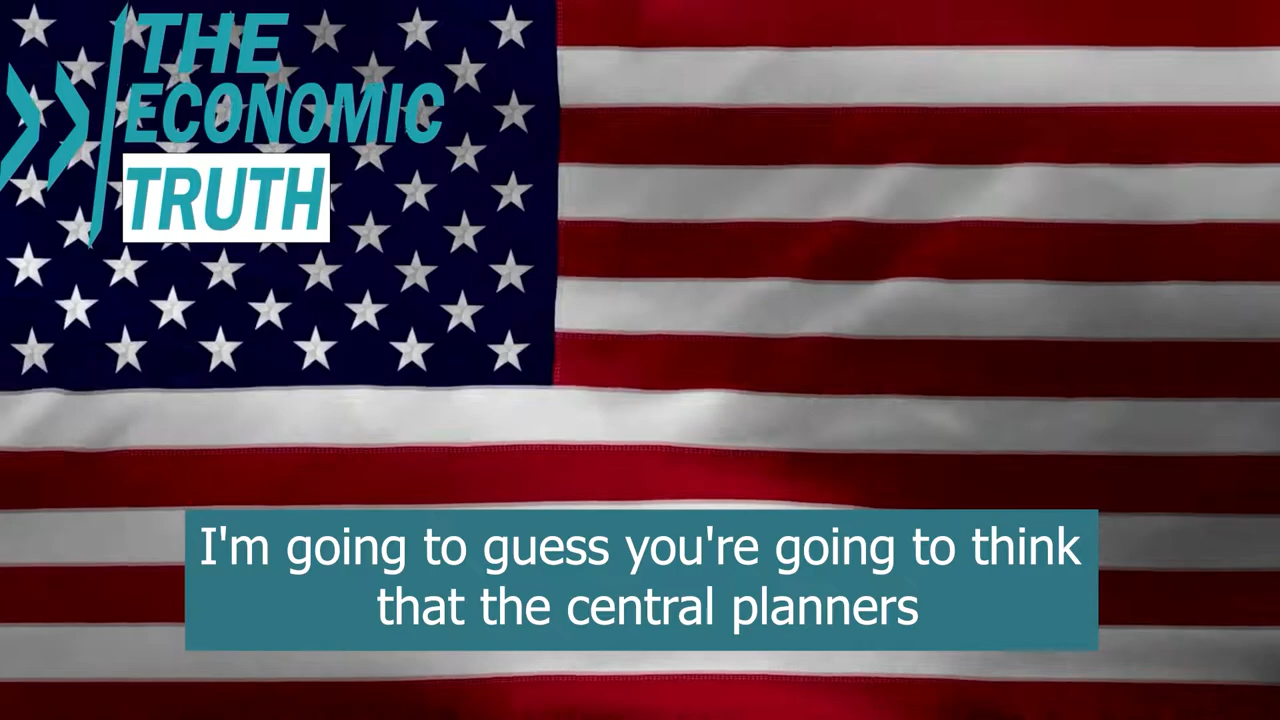 THE
ECONOMIC
TRUTH
I'm going to guess you're going to think
that the central planners